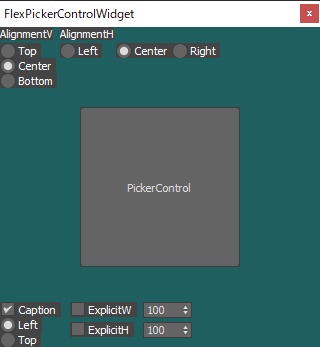 FlexPickerControlWidget
x
AlignmentV AlignmentH
Top Left Center Right
Center
Bottom
PickerControl
Caption ExplicitW 100
Left ExplicitH 100
Top